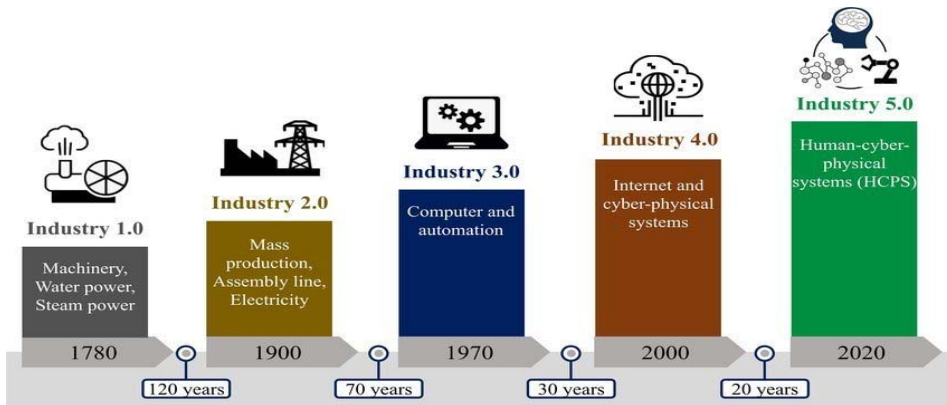 Industry 1.0
Machinery,
Water power,
Steam power
1780
120 years
Industry 2.0
Mass
production,
Assembly line,
Electricity
1900
70 years
Industry 3.0
Computer and
automation
1970
30 years
Industry 4.0
Internet and
cyber-physical
systems
2000
20 years
Industry 5.0
Human-cyber-
physical
systems (HCPS)
2020